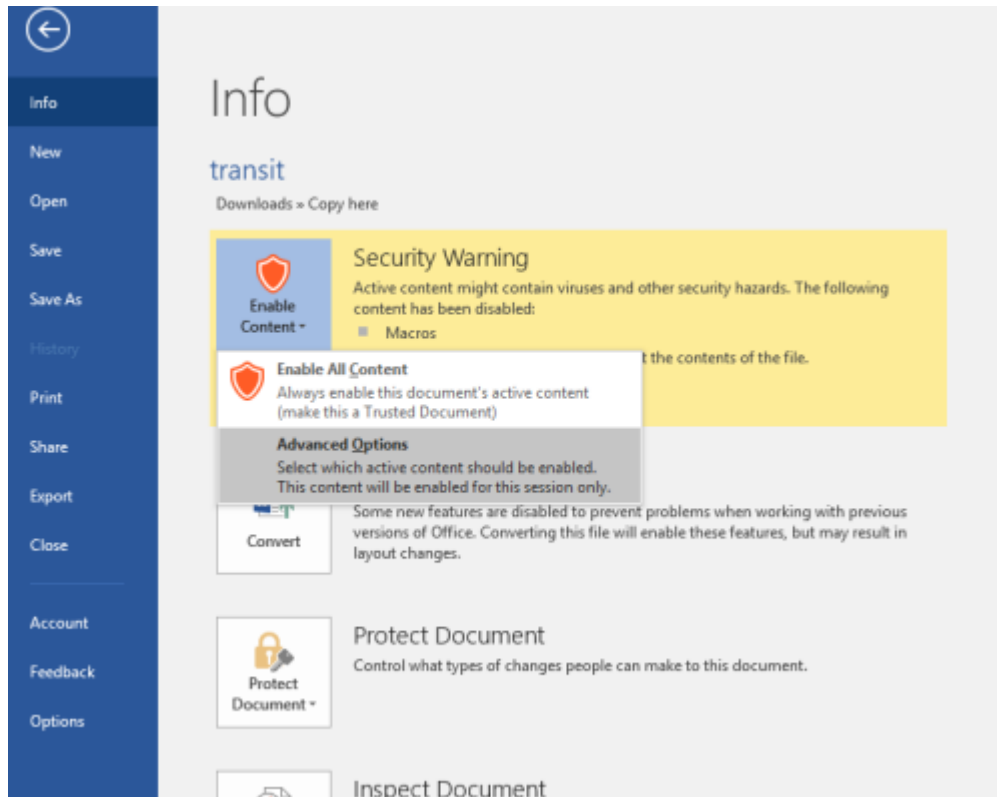 Info
New
Open
Save
Save As
History
Print
Share
Export
Close
Account
Feedback
Options
Info
transit
Downloads » Copy here
Enable
Content
Security Warning
Active content might contain viruses and other security hazards. The following
content has been disabled:
Macros
t the contents of the file.
Enable All Content
Always enable this document's active content
(make this a Trusted Document)
Advanced Options
Select which active content should be enabled.
This content will be enabled for this session only.
Convert
Some new features are disabled to prevent problems when working with previous
versions of Office. Converting this file will enable these features, but may result in
layout changes.
Protect
Document
Protect Document
Control what types of changes people can make to this document.
Inspect Document